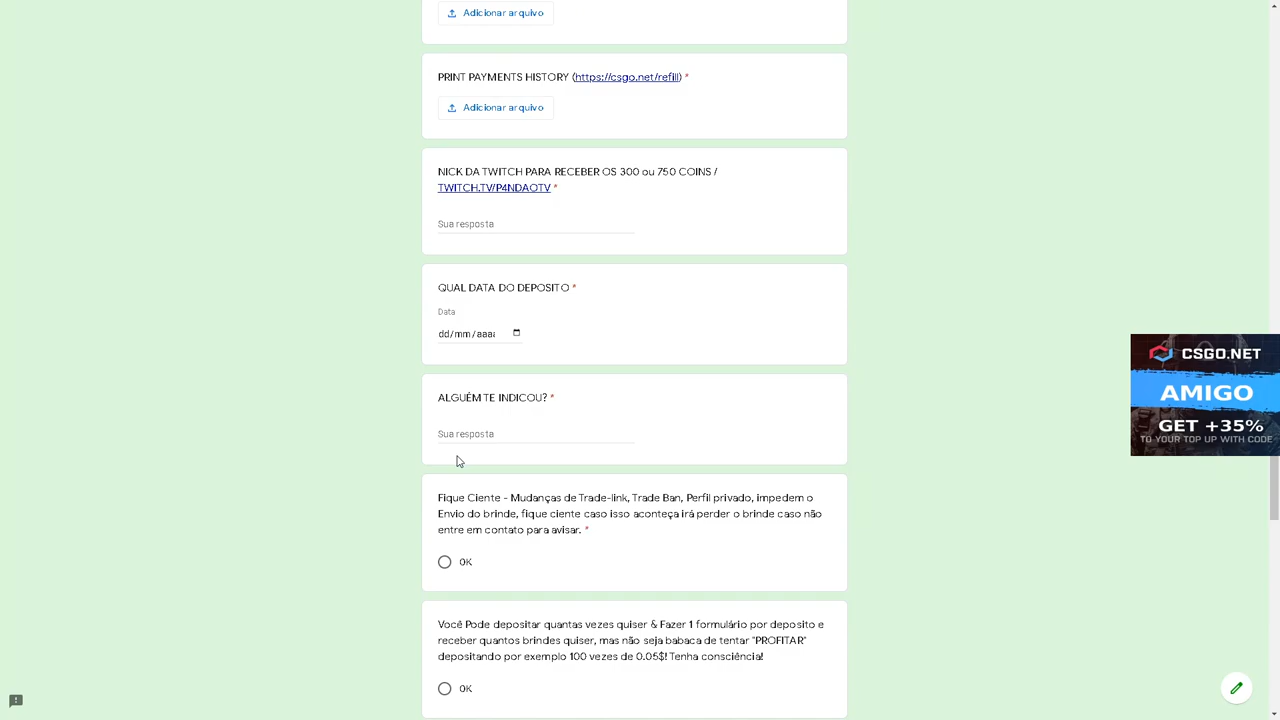 Adicionar arquivo
PRINT PAYMENTS HISTORY (https://csgo.net/refill) *
Adicionar arquivo
NICK DA TWITCH PARA RECEBER OS 300 ou 750 COINS /
TWITCH.TV/P4NDAOTV *
Sua resposta
QUAL DATA DO DEPOSITO *
Data
dd/mm/aaaa
ALGUÉM TE INDICOU? *
Sua resposta
Fique Ciente - Mudanças de Trade-link, Trade Ban, Perfil privado, impedem o
Envio do brinde, fique ciente caso isso aconteça irá perder o brinde caso não
entre em contato para avisar. *
OK
Você Pode depositar quantas vezes quiser & Fazer 1 formulário por deposito e
receber quantos brindes quiser, mas não seja babaca de tentar "PROFITAR"
depositando por exemplo 100 vezes de 0.05$! Tenha consciência!
OK
CSGO.NET
AMIGO
GET +35%
TO YOUR TOP UP WITH CODE